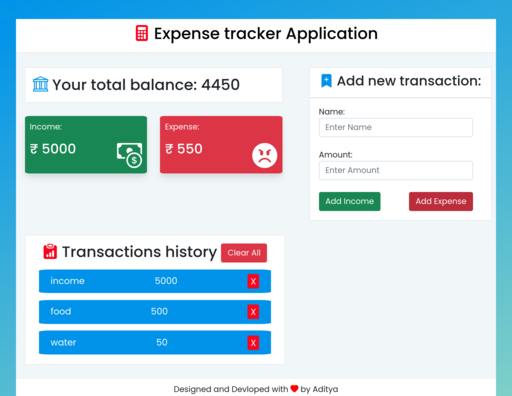 Expense tracker Application
Your total balance: 4450
Income:
₹ 5000
$
Expense:
₹ 550
Add new transaction:
Name:
Enter Name
Amount:
Enter Amount
Add Income
Add Expense
Transactions history
Clear All
income 5000 X
food 500 X
water 50 X
Designed and Devloped with ❤ by Aditya